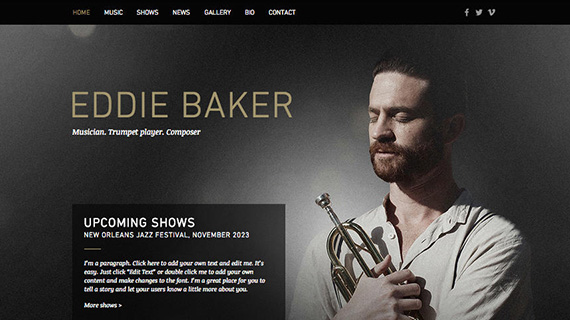 HOME MUSIC SHOWS NEWS GALLERY BIO CONTACT
EDDIE BAKER
Musician. Trumpet player. Composer
UPCOMING SHOWS
NEW ORLEANS JAZZ FESTIVAL, NOVEMBER 2023
I'm a paragraph. Click here to add your own text and edit me. It's
easy. Just click "Edit Text" or double click me to add your own
content and make changes to the font. I'm a great place for you to
tell a story and let your users know a little more about you.
More shows >